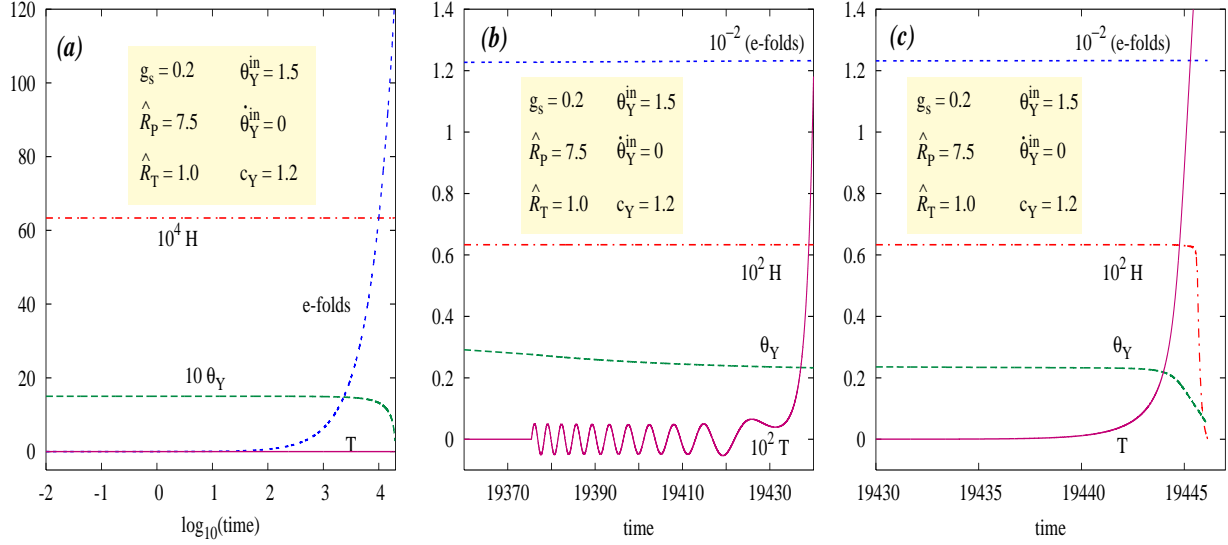 (a)
g_s = 0.2 θ_Y^in = 1.5
R̂_P = 7.5 θ̇_Y^in = 0
R̂_T = 1.0 c_Y = 1.2
10^4 H
e-folds
10 θ_Y
T
120
100
80
60
40
20
0
-2 -1 0 1 2 3 4
log_10(time)
(b)
10^-2 (e-folds)
g_s = 0.2 θ_Y^in = 1.5
R̂_P = 7.5 θ̇_Y^in = 0
R̂_T = 1.0 c_Y = 1.2
10^2 H
θ_Y
10^2 T
1.4
1.2
1
0.8
0.6
0.4
0.2
0
19370 19390 19410 19430
time
(c)
10^-2 (e-folds)
g_s = 0.2 θ_Y^in = 1.5
R̂_P = 7.5 θ̇_Y^in = 0
R̂_T = 1.0 c_Y = 1.2
10^2 H
θ_Y
T
1.4
1.2
1
0.8
0.6
0.4
0.2
0
19430 19435 19440 19445
time